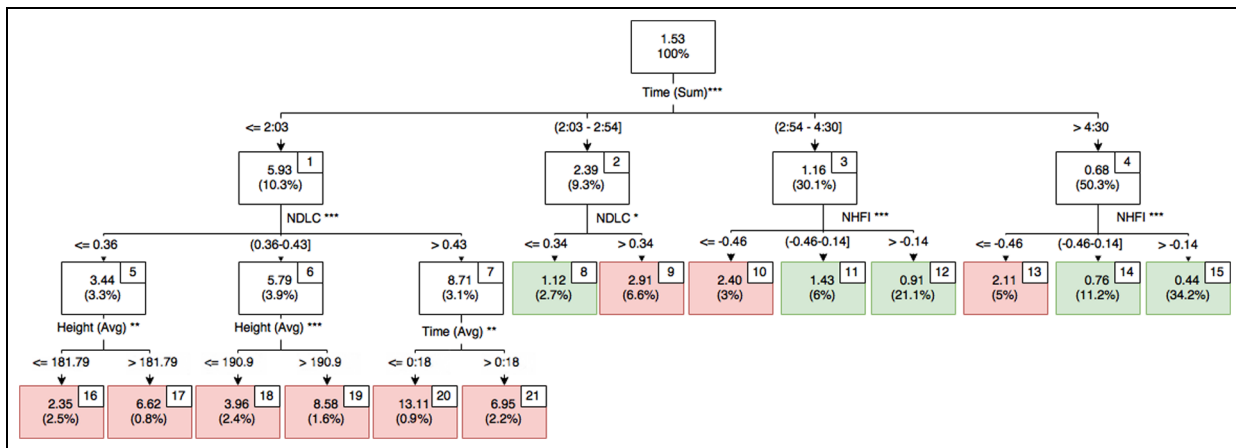 1.53
100%
Time (Sum)***
<= 2:03 (2:03 - 2:54] (2:54 - 4:30] > 4:30
1 2 3 4
5.93 2.39 1.16 0.68
(10.3%) (9.3%) (30.1%) (50.3%)
NDLC *** NDLC * NHFI *** NHFI ***
<= 0.36 (0.36-0.43] > 0.43 <= 0.34 > 0.34 <= -0.46 (-0.46-0.14] > -0.14 <= -0.46 (-0.46-0.14] > -0.14
5 6 7 8 9 10 11 12 13 14 15
3.44 5.79 8.71 1.12 2.91 2.40 1.43 0.91 2.11 0.76 0.44
(3.3%) (3.9%) (3.1%) (2.7%) (6.6%) (3%) (6%) (21.1%) (5%) (11.2%) (34.2%)
Height (Avg) ** Height (Avg) *** Time (Avg) **
<= 181.79 > 181.79 <= 190.9 > 190.9 <= 0:18 > 0:18
16 17 18 19 20 21
2.35 6.62 3.96 8.58 13.11 6.95
(2.5%) (0.8%) (2.4%) (1.6%) (0.9%) (2.2%)